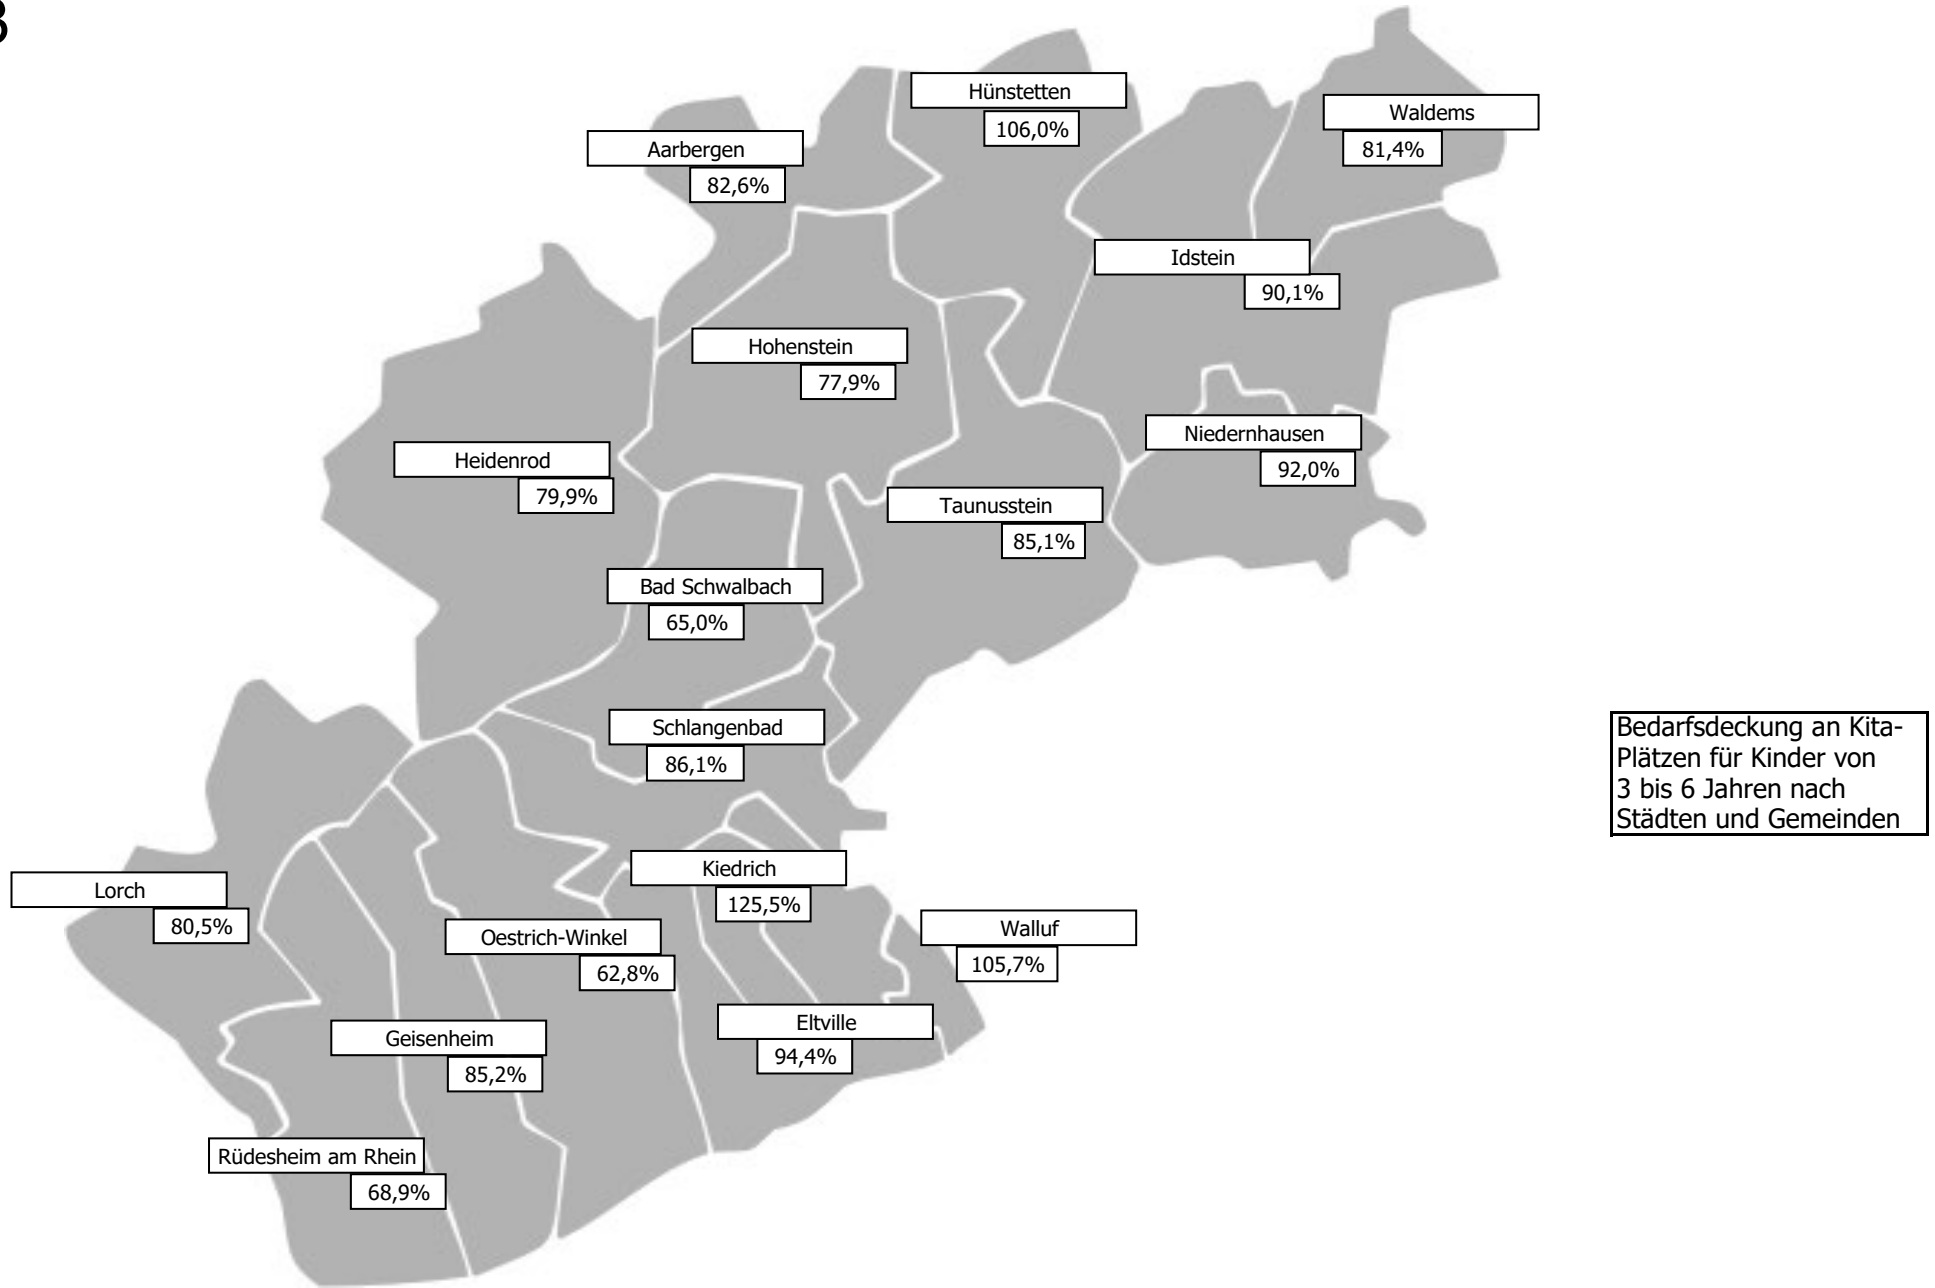 Hünstetten
106,0%
Waldems
81,4%
Aarbergen
82,6%
Idstein
90,1%
Hohenstein
77,9%
Niedernhausen
92,0%
Heidenrod
79,9%
Taunusstein
85,1%
Bad Schwalbach
65,0%
Schlangenbad
86,1%
Bedarfsdeckung an Kita-
Plätzen für Kinder von
3 bis 6 Jahren nach
Städten und Gemeinden
Kiedrich
125,5%
Lorch
80,5%
Oestrich-Winkel
62,8%
Walluf
105,7%
Eltville
94,4%
Geisenheim
85,2%
Rüdesheim am Rhein
68,9%